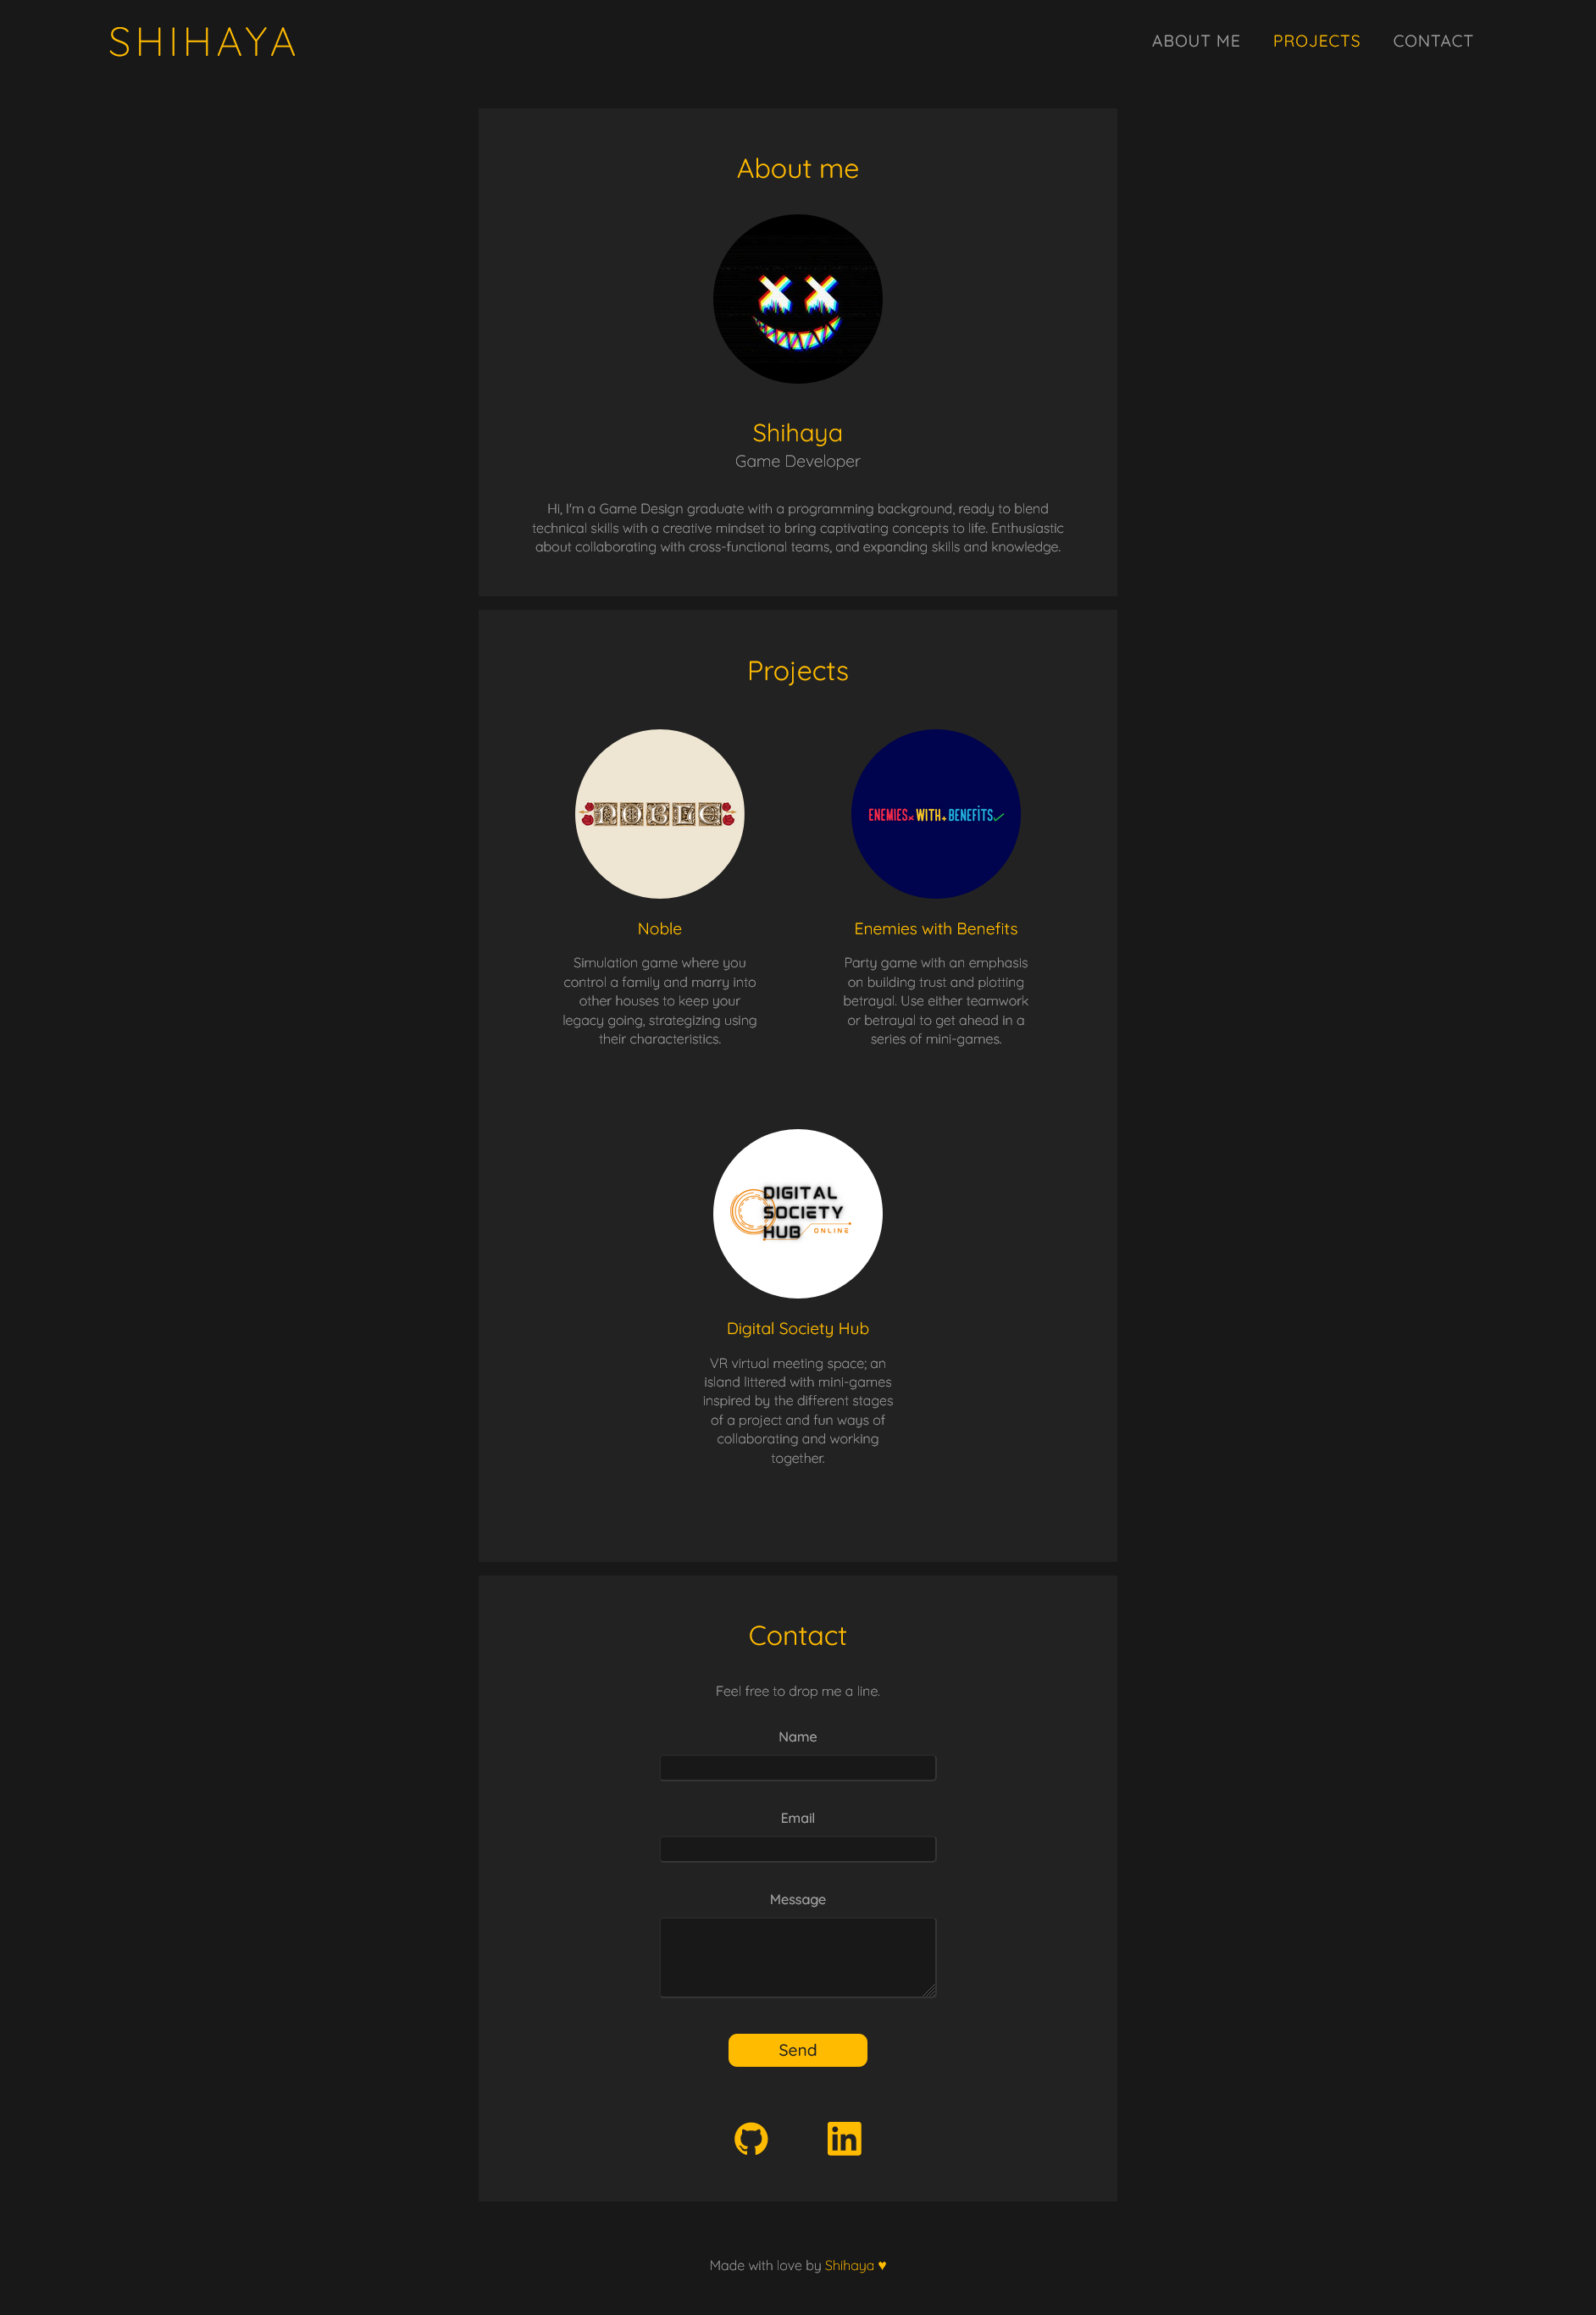 SHIHAYA
ABOUT ME PROJECTS CONTACT
About me
Shihaya
Game Developer
Hi, I'm a Game Design graduate with a programming background, ready to blend
technical skills with a creative mindset to bring captivating concepts to life. Enthusiastic
about collaborating with cross-functional teams, and expanding skills and knowledge.
Projects
NOBLE
Noble
Simulation game where you
control a family and marry into
other houses to keep your
legacy going, strategizing using
their characteristics.
ENEMIES WITH BENEFITS
Enemies with Benefits
Party game with an emphasis
on building trust and plotting
betrayal. Use either teamwork
or betrayal to get ahead in a
series of mini-games.
DIGITAL
SOCIETY
HUB ONLINE
Digital Society Hub
VR virtual meeting space; an
island littered with mini-games
inspired by the different stages
of a project and fun ways of
collaborating and working
together.
Contact
Feel free to drop me a line.
Name
Email
Message
Send
in
Made with love by Shihaya ♥